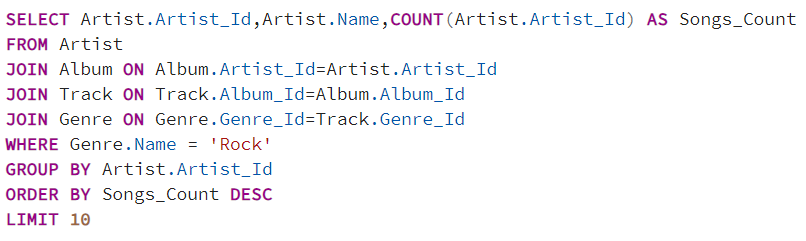 SELECT Artist.Artist_Id,Artist.Name,COUNT(Artist.Artist_Id) AS Songs_Count
FROM Artist
JOIN Album ON Album.Artist_Id=Artist.Artist_Id
JOIN Track ON Track.Album_Id=Album.Album_Id
JOIN Genre ON Genre.Genre_Id=Track.Genre_Id
WHERE Genre.Name = 'Rock'
GROUP BY Artist.Artist_Id
ORDER BY Songs_Count DESC
LIMIT 10